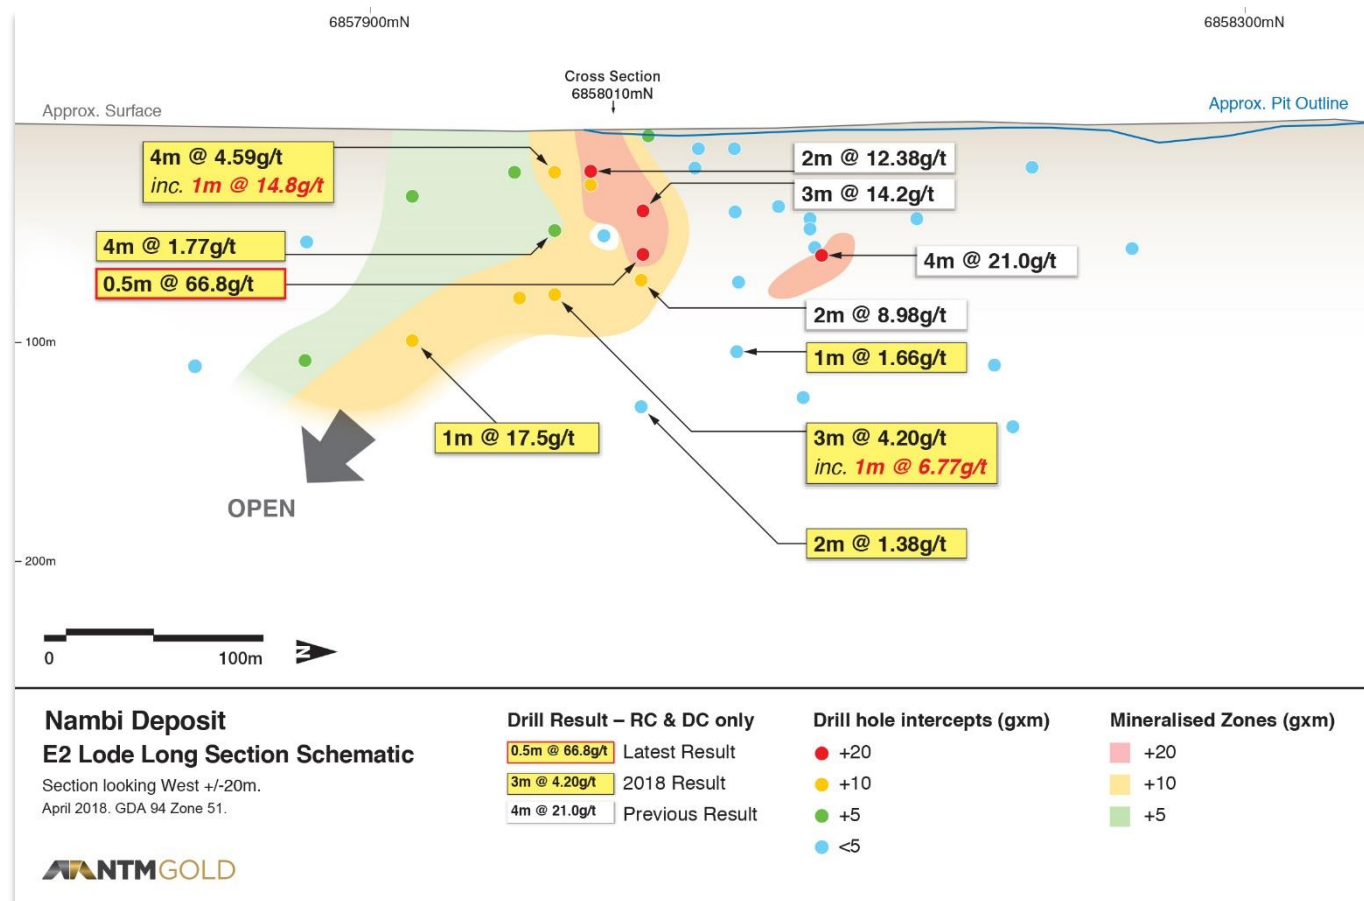 6857900mN
6858300mN
Cross Section
6858010mN
Approx. Surface
Approx. Pit Outline
4m @ 4.59g/t
inc. 1m @ 14.8g/t
2m @ 12.38g/t
3m @ 14.2g/t
4m @ 1.77g/t
0.5m @ 66.8g/t
4m @ 21.0g/t
2m @ 8.98g/t
100m
1m @ 1.66g/t
1m @ 17.5g/t
3m @ 4.20g/t
inc. 1m @ 6.77g/t
OPEN
2m @ 1.38g/t
200m
0
100m
N
Nambi Deposit
E2 Lode Long Section Schematic
Section looking West +/-20m.
April 2018. GDA 94 Zone 51.
NTMGOLD
Drill Result – RC & DC only
0.5m @ 66.8g/t Latest Result
3m @ 4.20g/t 2018 Result
4m @ 21.0g/t Previous Result
Drill hole intercepts (gxm)
+20
+10
+5
<5
Mineralised Zones (gxm)
+20
+10
+5